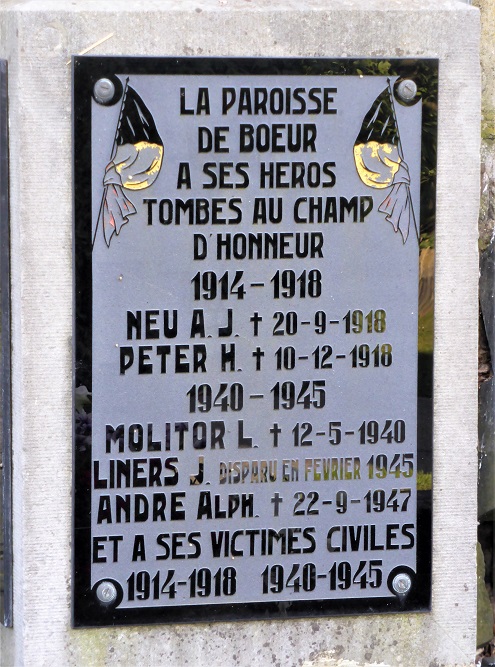 LA PAROISSE
DE BOEUR
A SES HEROS
TOMBES AU CHAMP
D'HONNEUR
1914-1918
NEU A. J. † 20-9-1918
PETER H. † 10-12-1918
1940-1945
MOLITOR L. † 12-5-1940
LINERS J. DISPARU EN FEVRIER 1945
ANDRE ALPH. † 22-9-1947
ET A SES VICTIMES CIVILES
1914-1918 1940-1945